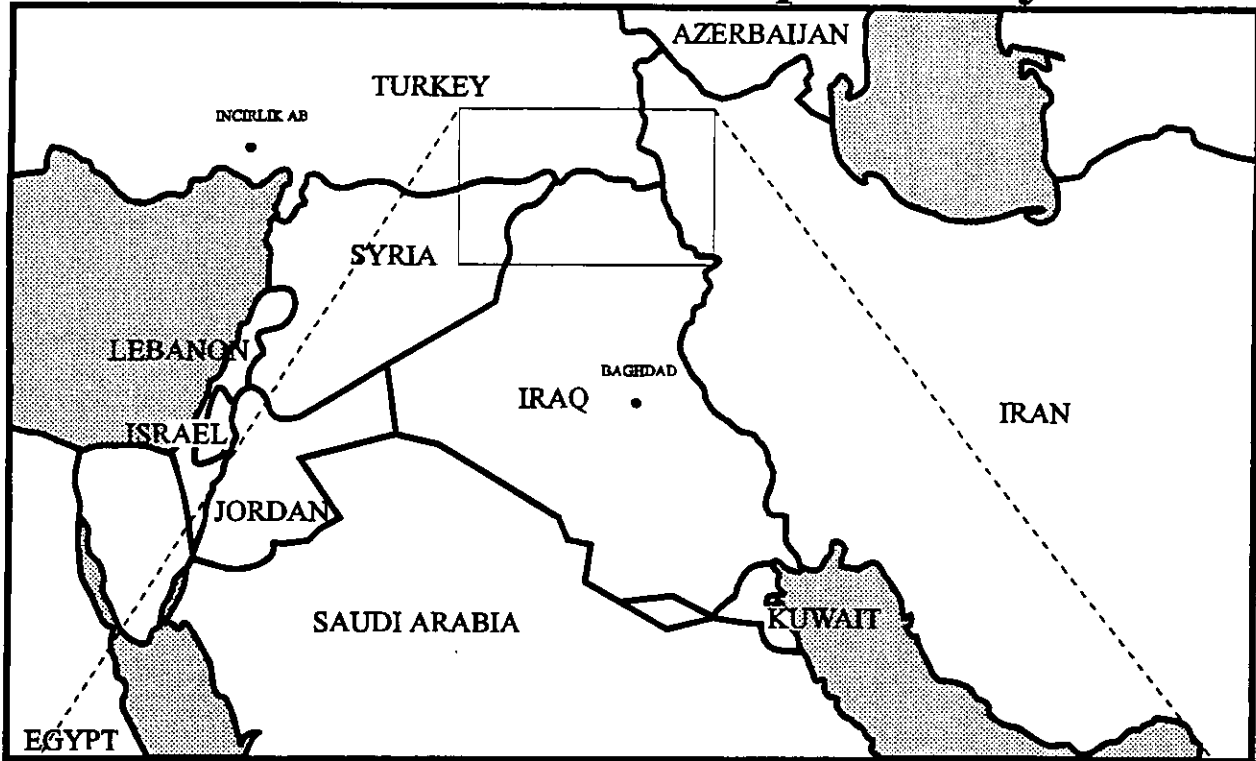 AZERBAIJAN
TURKEY
INCIRLIK AB
SYRIA
LEBANON
BAGHDAD
IRAQ
IRAN
ISRAEL
JORDAN
SAUDI ARABIA
KUWAIT
EGYPT